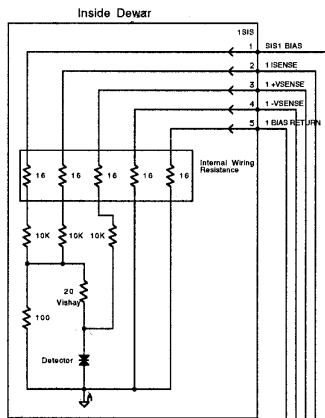 Inside Dewar
1SIS
1 SIS1 BIAS
2 1 ISENSE
3 1 +VSENSE
4 1 -VSENSE
5 1 BIAS RETURN
16 16 16 16 16
Internal Wiring
Resistance
10K 10K 10K
20
Vishay
100
Detector
A